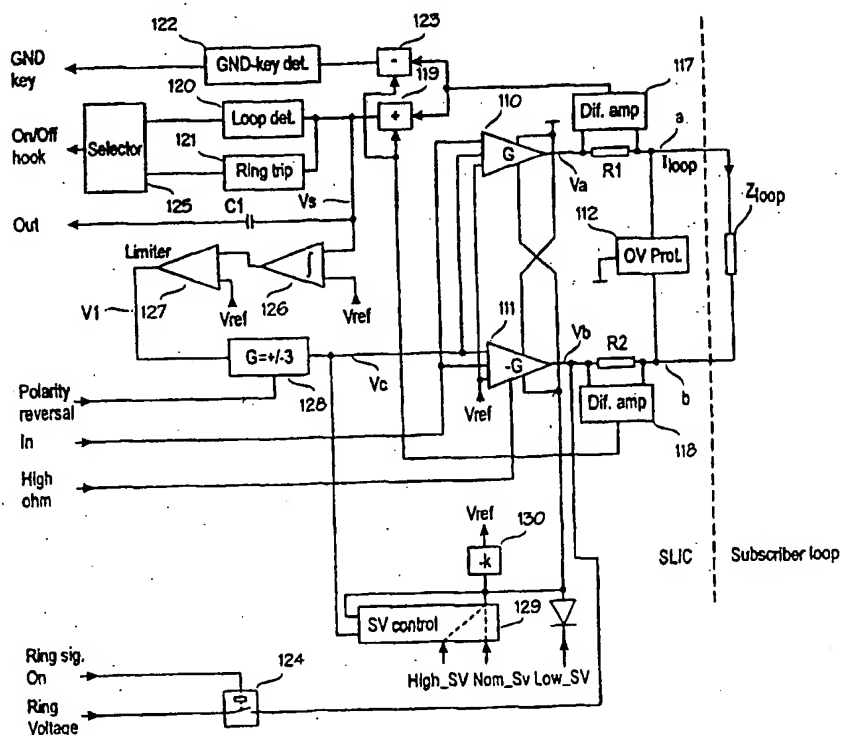 122
123
117
GND key
GND-key det.
-
119
120
110
Dif. amp
On/Off hook
Loop det.
+
a
Selector
121
G
R1
Iloop
Ring trip
Va
Zloop
125
C1
Vs
112
Out
Limiter
OV Prot.
V1
127
126
∫
Vref
Vref
111
Vb
R2
G=+/-3
-G
Vc
128
Vref
b
Polarity reversal
Dif. amp
In
118
High ohm
Vref
130
-k
SLIC
Subscriber loop
SV control
129
High_SV
Nom_Sv
Low_SV
Ring sig. On
124
Ring Voltage